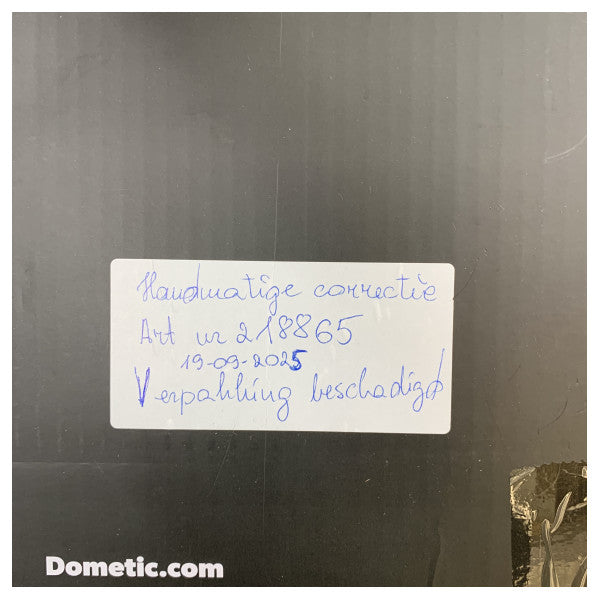 Handmatige correctie
Art nr 218865
19-09-2025
Verpakking beschadigd
Dometic.com